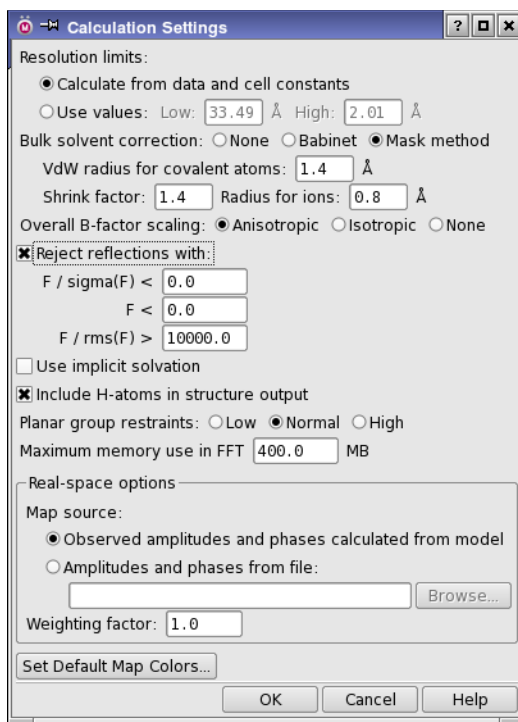 Calculation Settings
Resolution limits:
Calculate from data and cell constants
Use values: Low: 33.49 Å High: 2.01 Å
Bulk solvent correction: None Babinet Mask method
VdW radius for covalent atoms: 1.4 Å
Shrink factor: 1.4 Radius for ions: 0.8 Å
Overall B-factor scaling: Anisotropic Isotropic None
Reject reflections with:
F / sigma(F) < 0.0
F < 0.0
F / rms(F) > 10000.0
Use implicit solvation
Include H-atoms in structure output
Planar group restraints: Low Normal High
Maximum memory use in FFT 400.0 MB
Real-space options
Map source:
Observed amplitudes and phases calculated from model
Amplitudes and phases from file:
Browse...
Weighting factor: 1.0
Set Default Map Colors...
OK Cancel Help